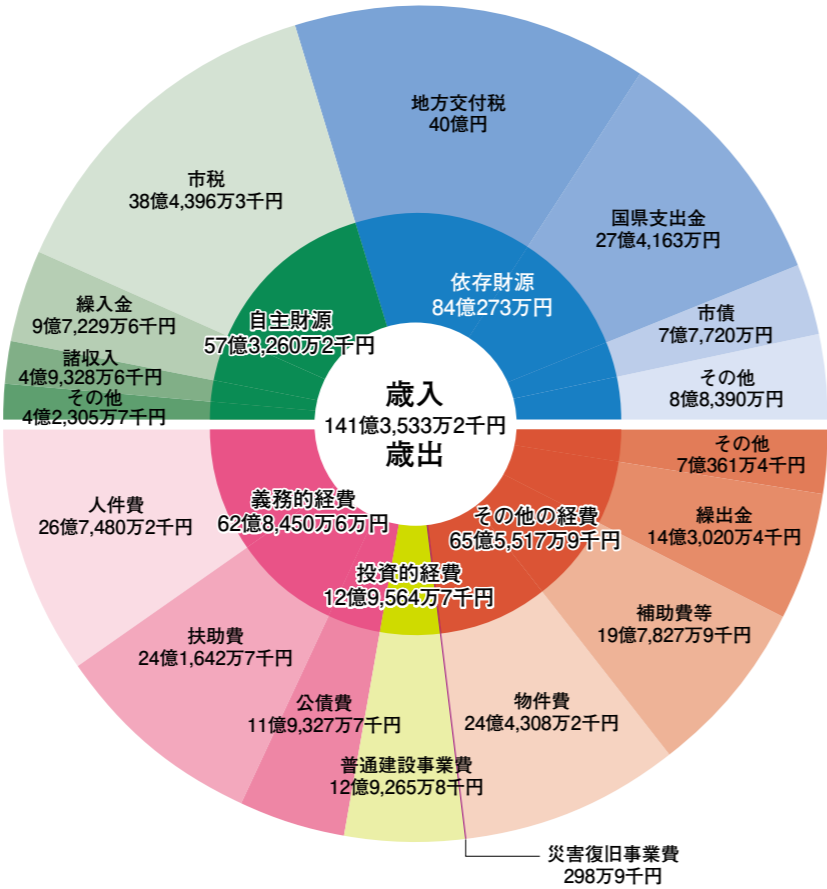 地方交付税
40億円
市税
38億4,396万3千円
国県支出金
27億4,163万円
依存財源
84億273万円
繰入金
9億7,229万6千円
自主財源
57億3,260万2千円
市債
7億7,720万円
諸収入
4億9,328万6千円
その他
8億8,390万円
その他
4億2,305万7千円
歳入
141億3,533万2千円
歳出
その他
7億361万4千円
人件費
26億7,480万2千円
義務的経費
62億8,450万6万円
その他の経費
65億5,517万9千円
繰出金
14億3,020万4千円
投資的経費
12億9,564万7千円
補助費等
19億7,827万9千円
扶助費
24億1,642万7千円
公債費
11億9,327万7千円
物件費
24億4,308万2千円
普通建設事業費
12億9,265万8千円
災害復旧事業費
298万9千円